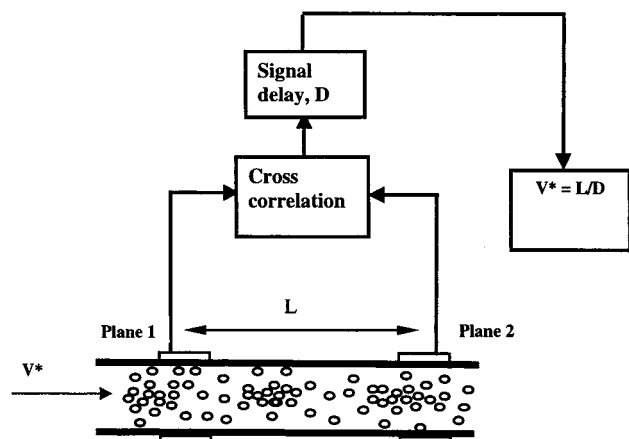 Signal
delay, D
Cross
correlation
V* = L/D
L
Plane 1
Plane 2
V*